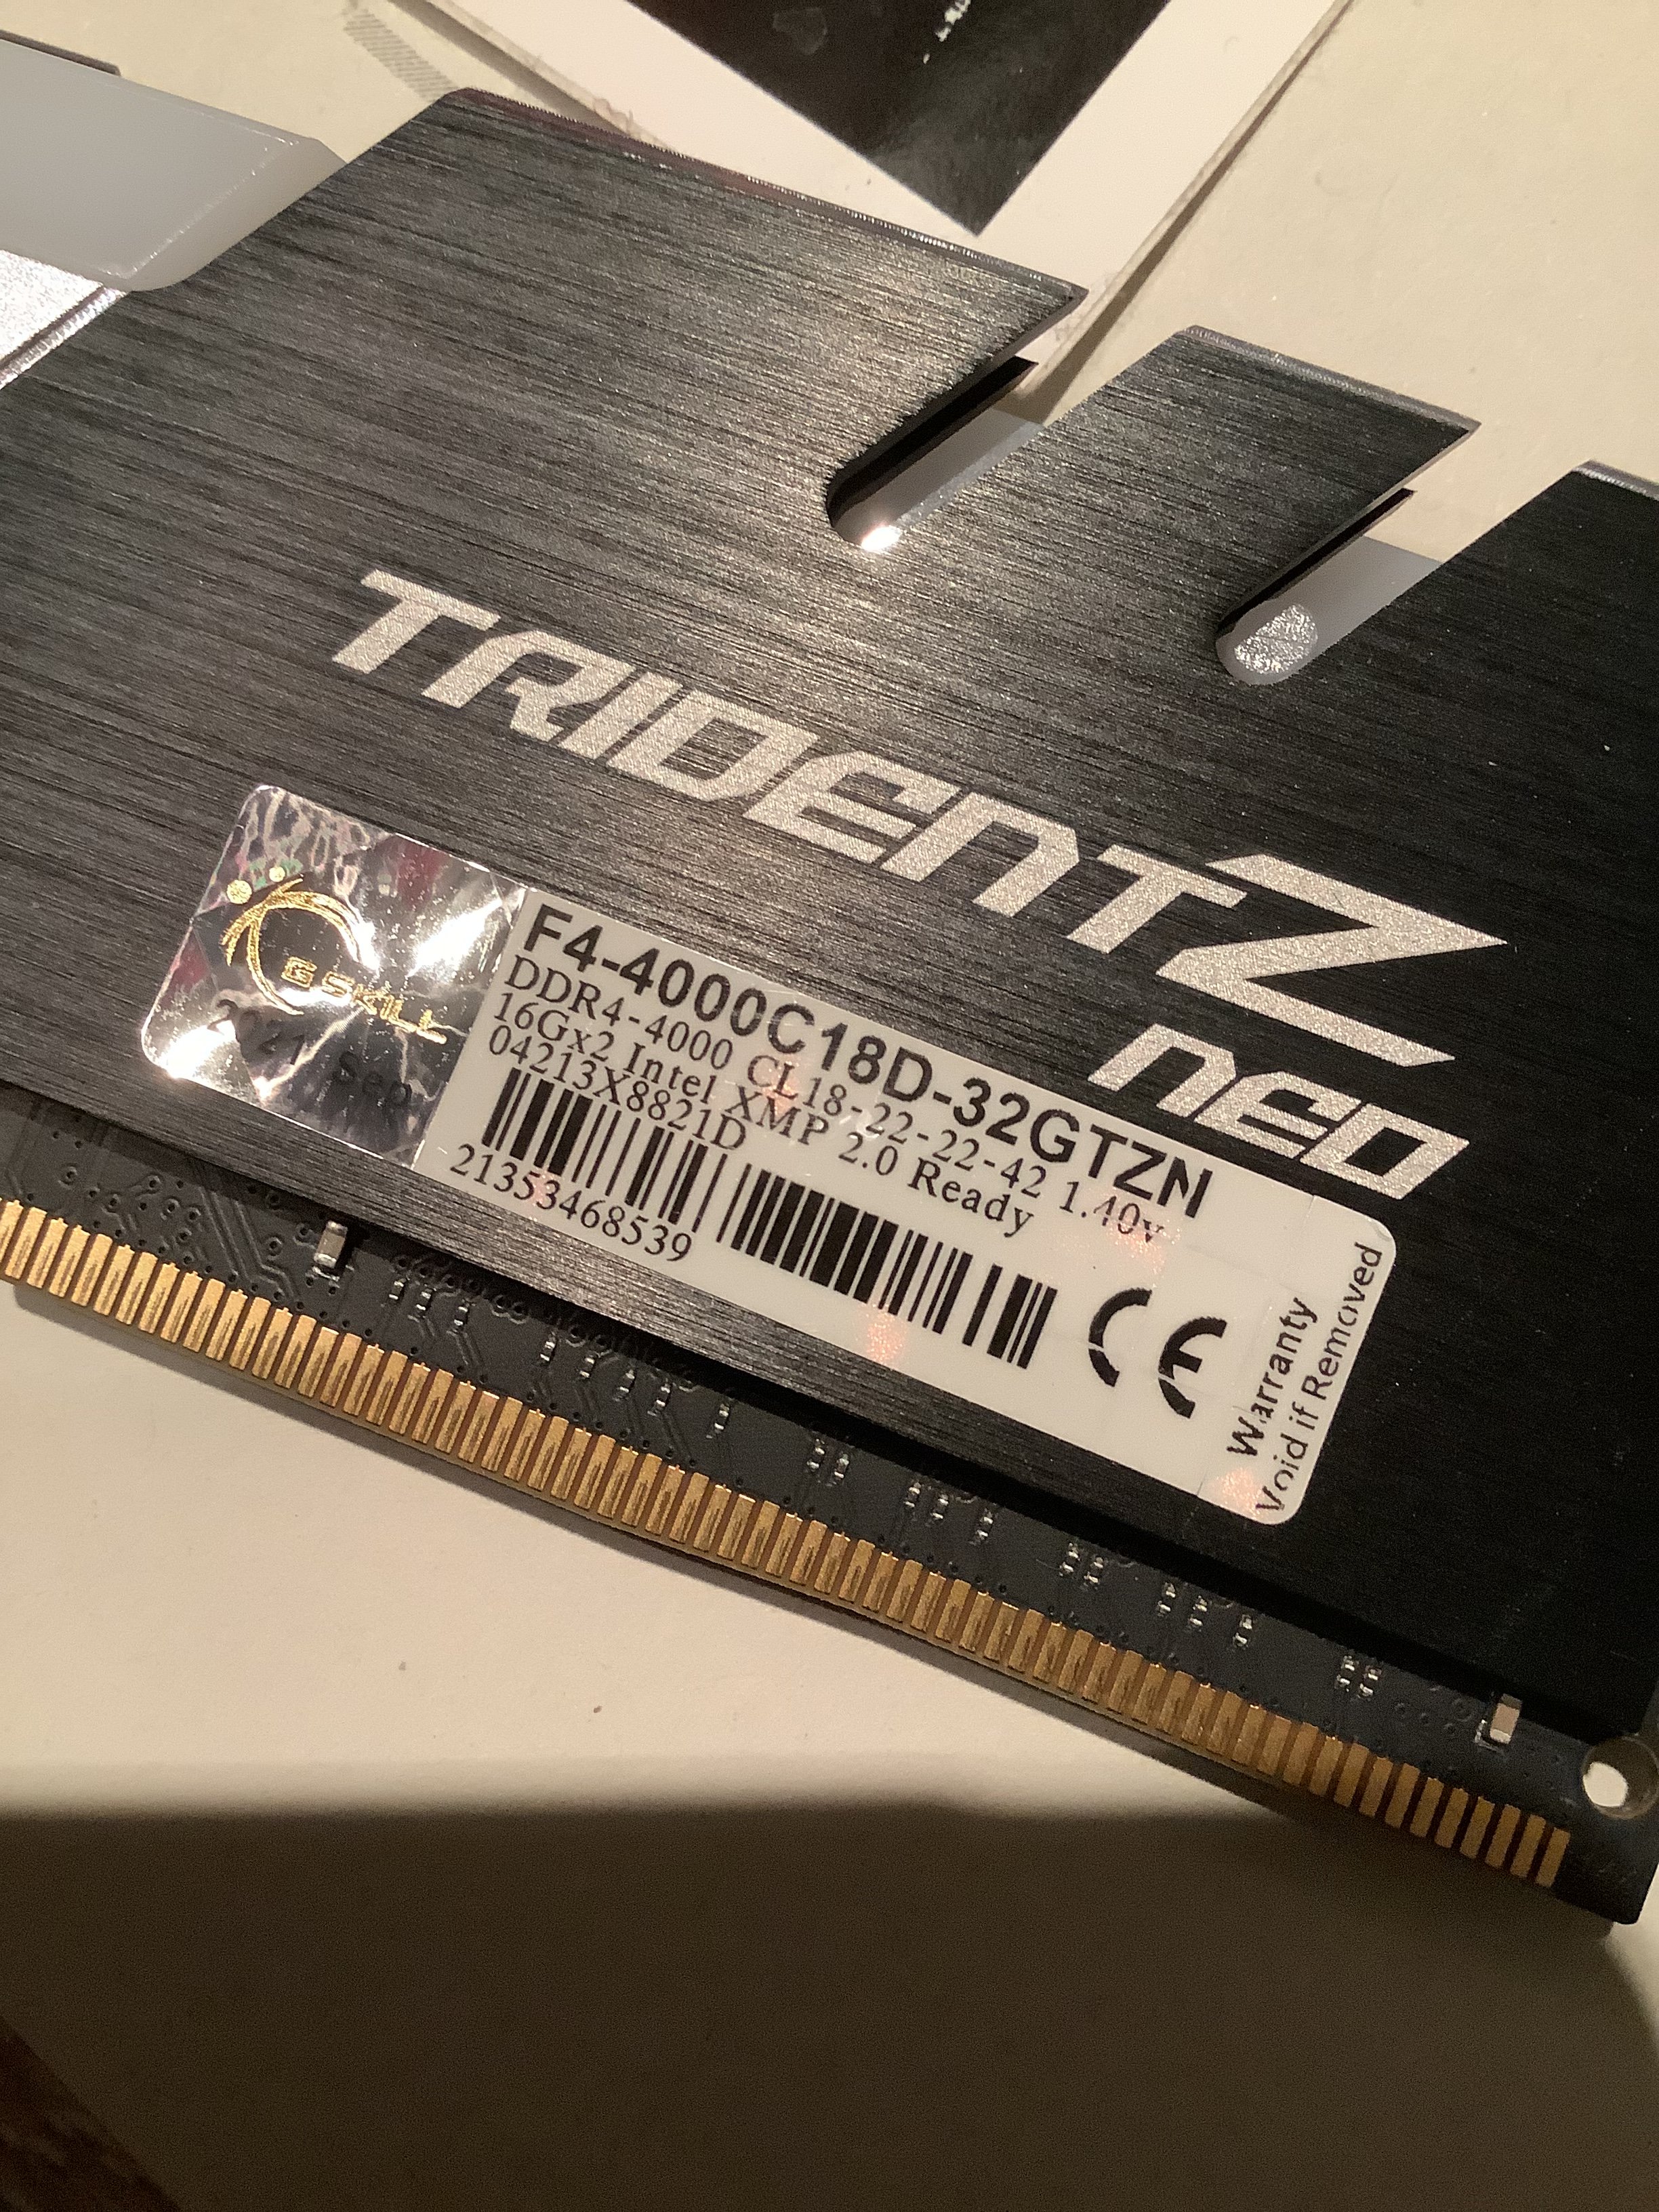 TRIDENTZ
NEO
G.SKILL
2021 Sep
F4-4000C18D-32GTZN
DDR4-4000 CL18-22-22-42 1.40v
16Gx2 Intel XMP 2.0 Ready
04213X8821D
21353468539
CE
Warranty
Void if Removed